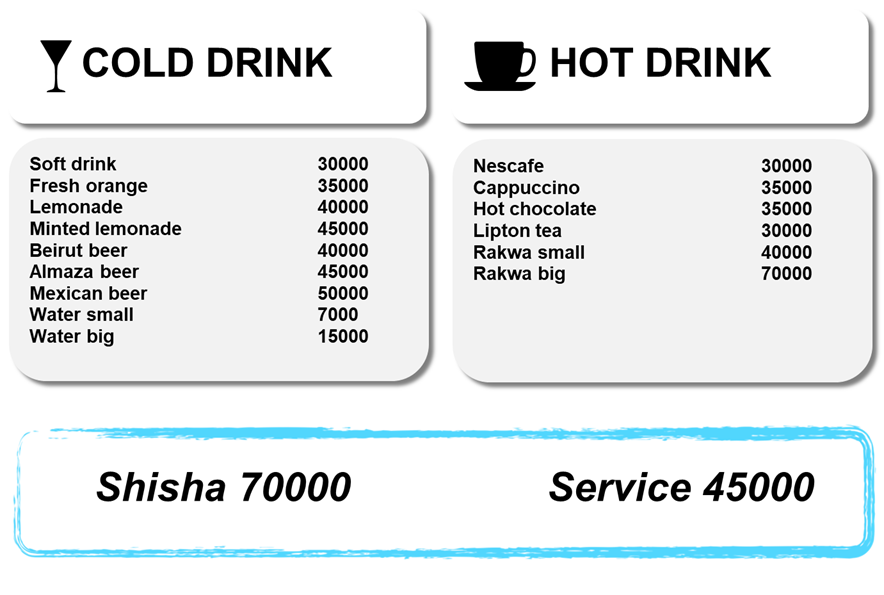 COLD DRINK
Soft drink 30000
Fresh orange 35000
Lemonade 40000
Minted lemonade 45000
Beirut beer 40000
Almaza beer 45000
Mexican beer 50000
Water small 7000
Water big 15000
HOT DRINK
Nescafe 30000
Cappuccino 35000
Hot chocolate 35000
Lipton tea 30000
Rakwa small 40000
Rakwa big 70000
Shisha 70000
Service 45000